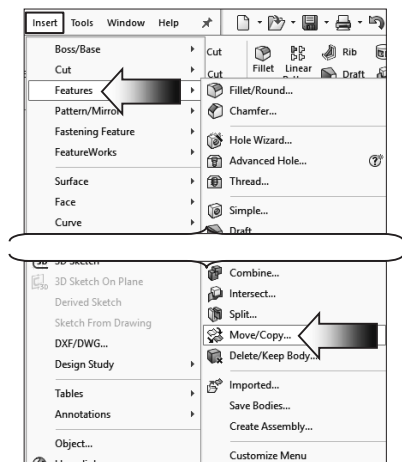 Insert Tools Window Help
Boss/Base
Cut
Features
Pattern/Mirror
Fastening Feature
FeatureWorks
Surface
Face
Curve
Cut
Cut
Fillet
Linear
Rib
Draft
Fillet/Round...
Chamfer...
Hole Wizard...
Advanced Hole...
Thread...
Simple...
Draft
3D 3D Sketch
3D 3D Sketch On Plane
Derived Sketch
Sketch From Drawing
DXF/DWG...
Design Study
Tables
Annotations
Object...
Combine...
Intersect...
Split...
Move/Copy...
Delete/Keep Body...
Imported...
Save Bodies...
Create Assembly...
Customize Menu